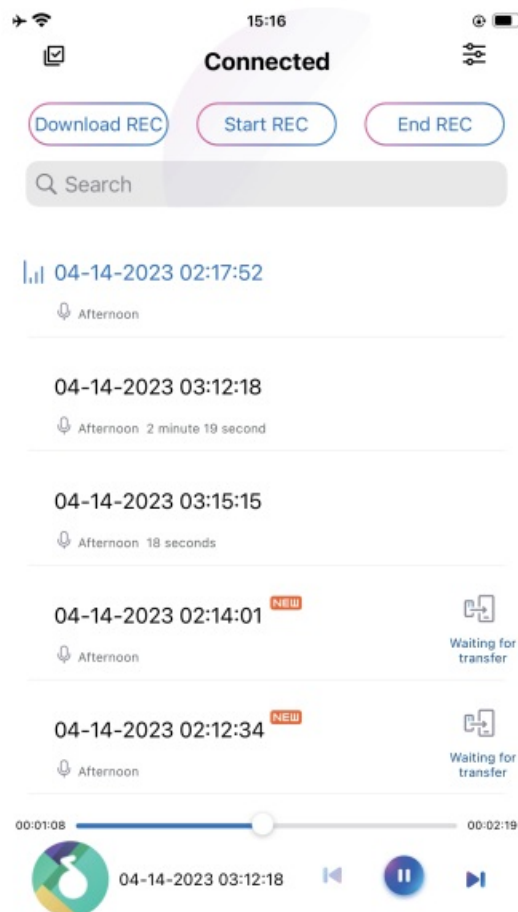 15:16
Connected
Download REC
Start REC
End REC
Search
04-14-2023 02:17:52
Afternoon
04-14-2023 03:12:18
Afternoon 2 minute 19 second
04-14-2023 03:15:15
Afternoon 18 seconds
04-14-2023 02:14:01 NEW
Afternoon
Waiting for
transfer
04-14-2023 02:12:34 NEW
Afternoon
Waiting for
transfer
00:01:08
00:02:19
04-14-2023 03:12:18